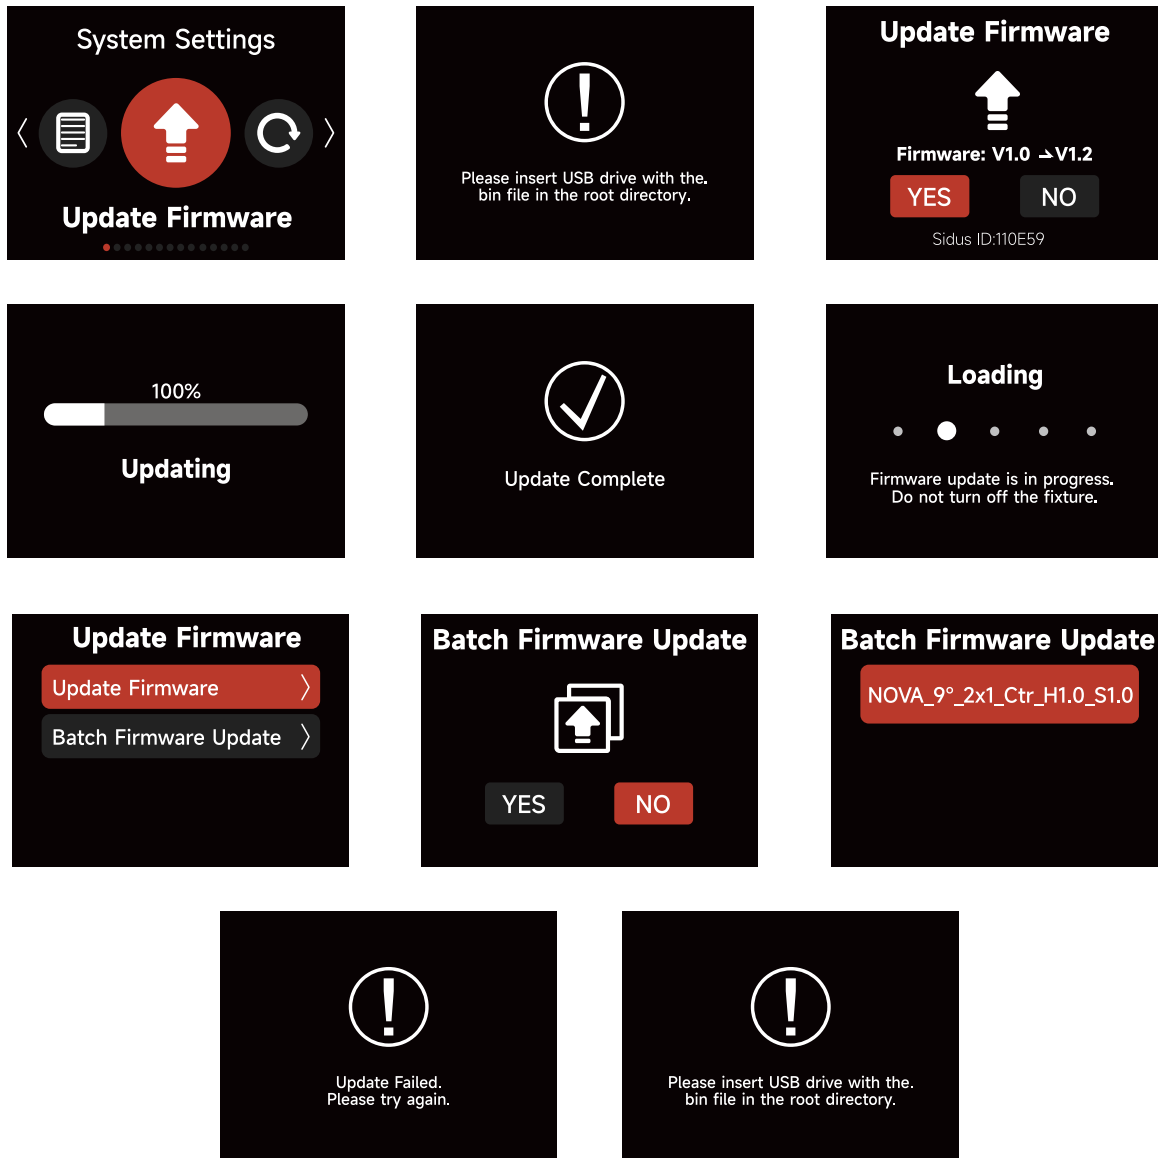 System Settings
Update Firmware
Please insert USB drive with the.
bin file in the root directory.
Update Firmware
Firmware: V1.0 →V1.2
YES NO
Sidus ID:110E59
100%
Updating
Update Complete
Loading
Firmware update is in progress.
Do not turn off the fixture.
Update Firmware
Update Firmware
Batch Firmware Update
Batch Firmware Update
YES NO
Batch Firmware Update
NOVA_9°_2x1_Ctr_H1.0_S1.0
Update Failed.
Please try again.
Please insert USB drive with the.
bin file in the root directory.